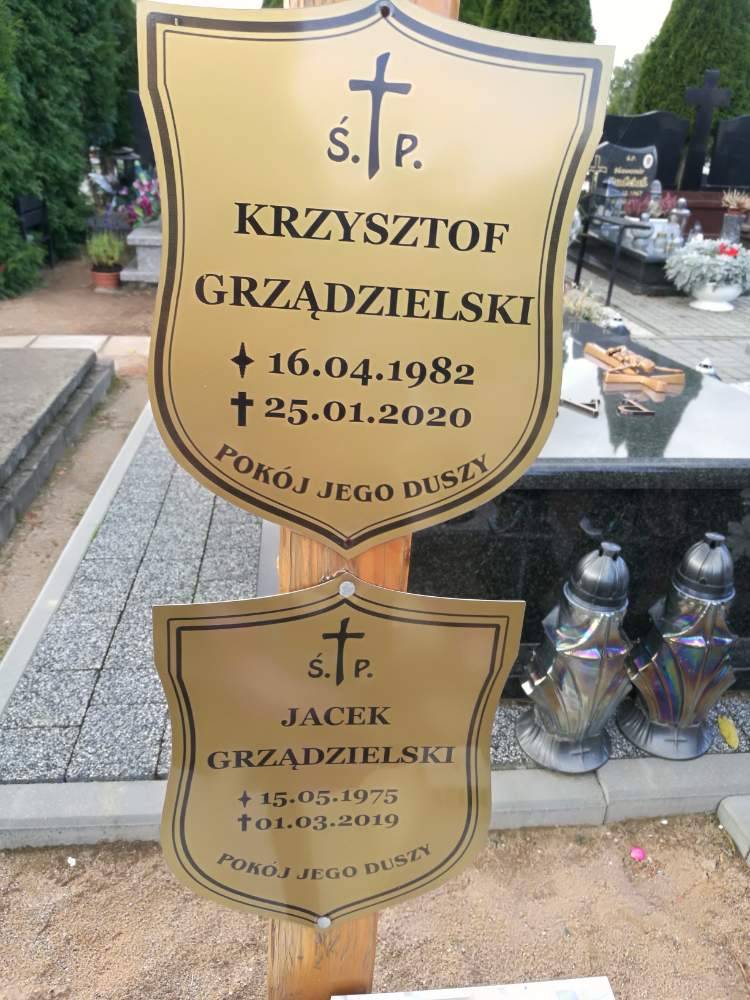 Ś. P.
KRZYSZTOF
GRZĄDZIELSKI
16.04.1982
25.01.2020
POKÓJ JEGO DUSZY
Ś. P.
JACEK
GRZĄDZIELSKI
15.05.1975
01.03.2019
POKÓJ JEGO DUSZY